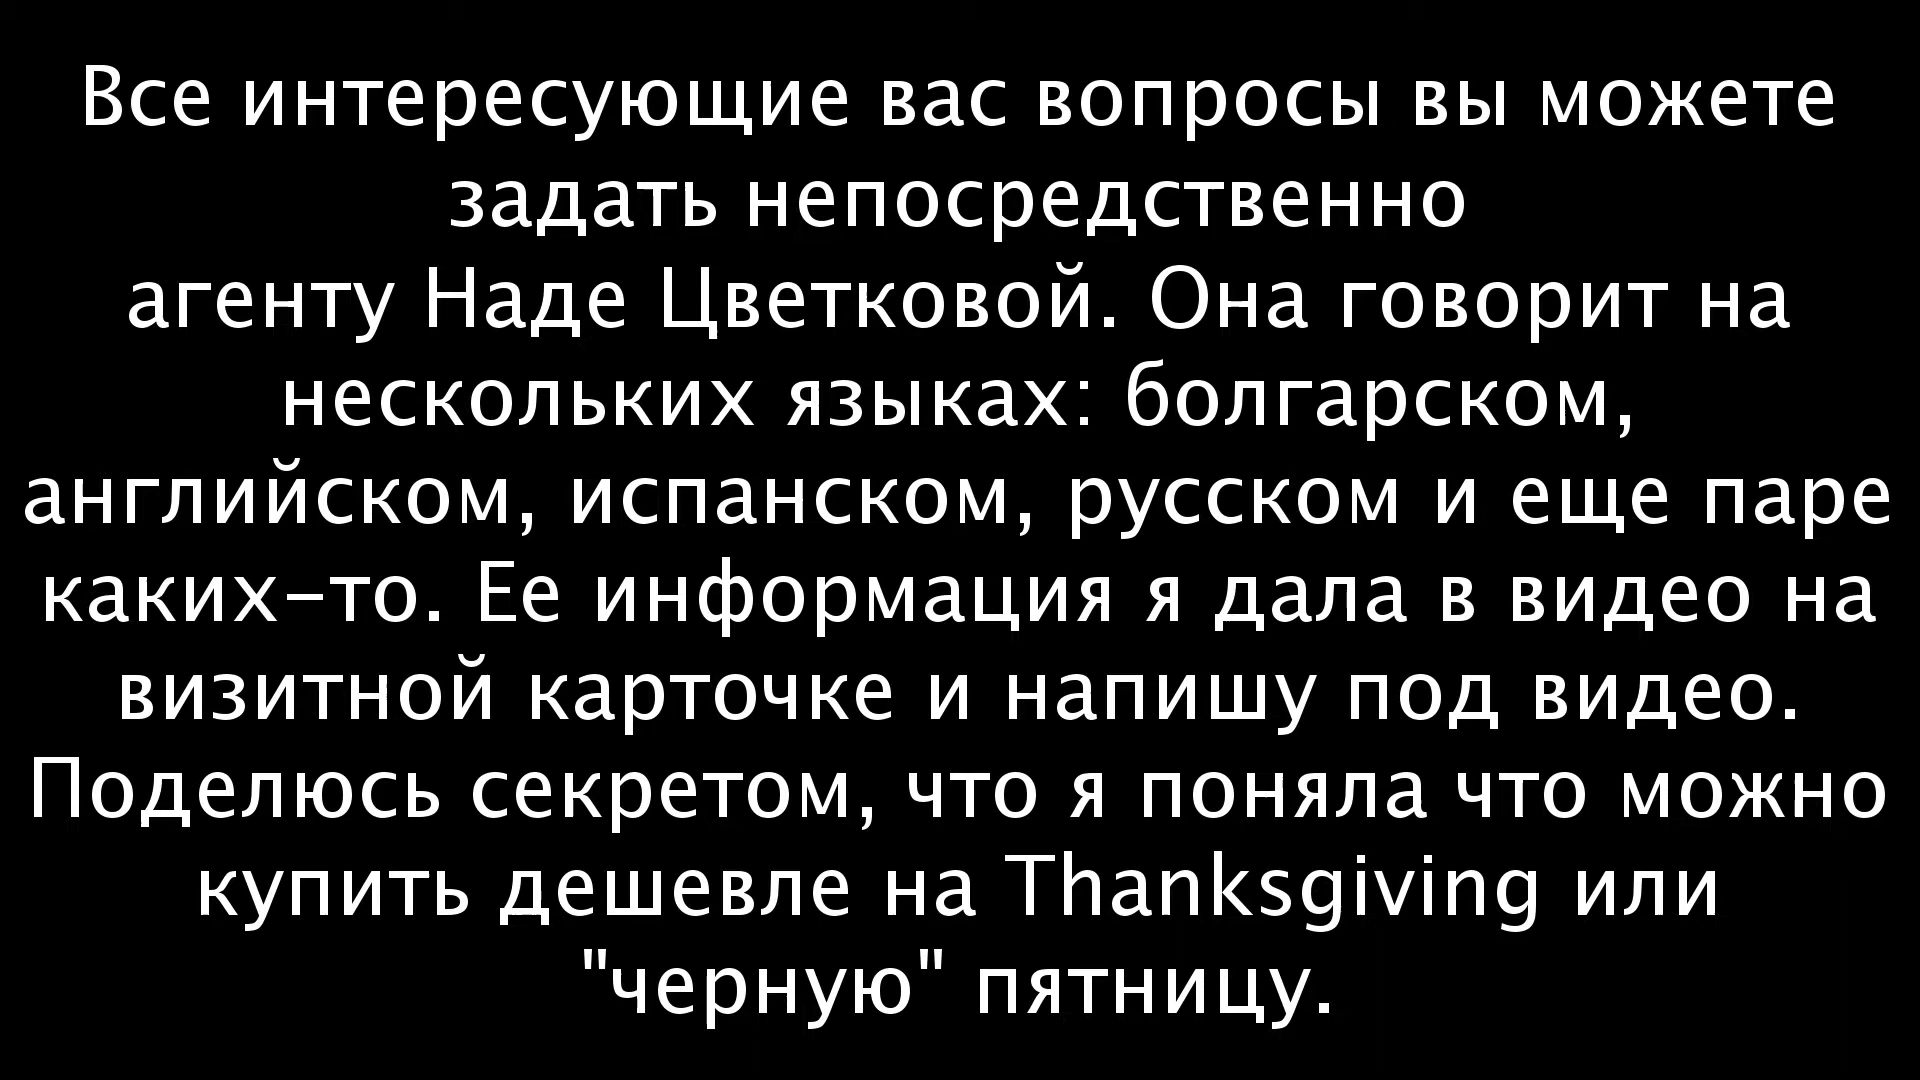 Все интересующие вас вопросы вы можете
задать непосредственно
агенту Наде Цветковой. Она говорит на
нескольких языках: болгарском,
английском, испанском, русском и еще паре
каких-то. Ее информация я дала в видео на
визитной карточке и напишу под видео.
Поделюсь секретом, что я поняла что можно
купить дешевле на Thanksgiving или
"черную" пятницу.